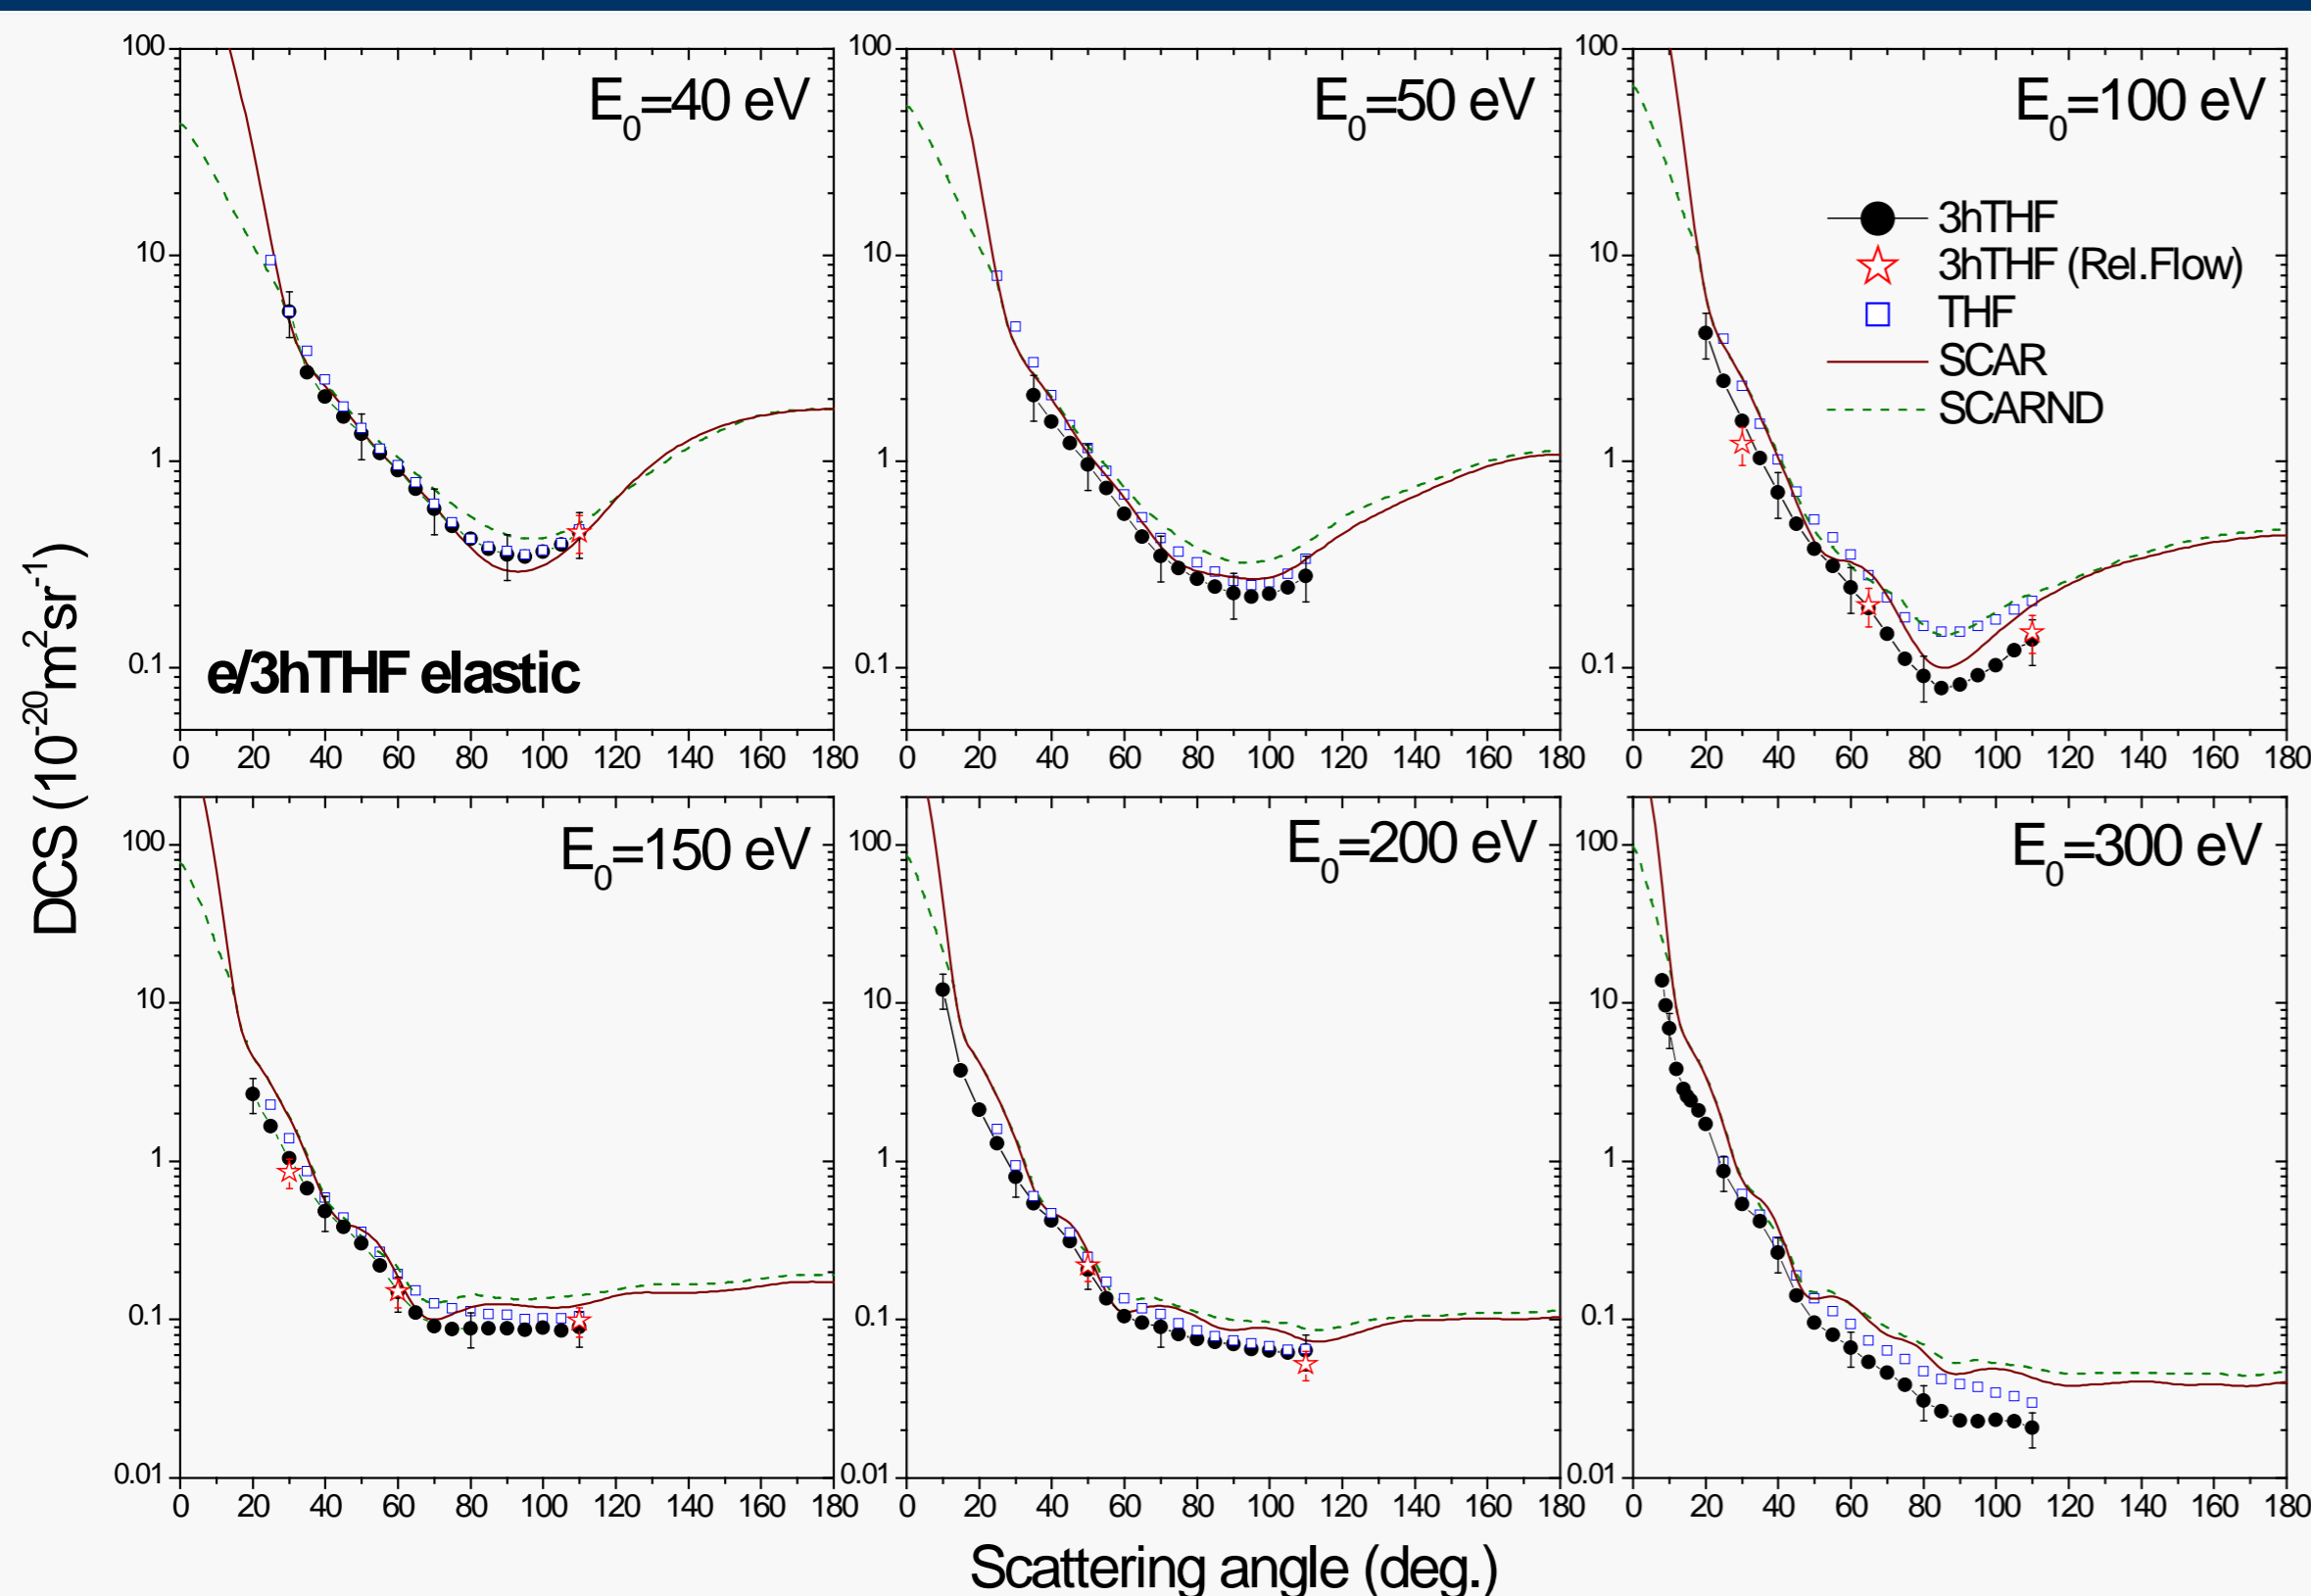 E0=40 eV
e/3hTHF elastic
100
10
1
0.1
0 20 40 60 80 100 120 140 160 180
E0=50 eV
100
10
1
0.1
0 20 40 60 80 100 120 140 160 180
E0=100 eV
3hTHF
3hTHF (Rel.Flow)
THF
SCAR
SCARND
100
10
1
0.1
0 20 40 60 80 100 120 140 160 180
DCS (10-20m2sr-1)
E0=150 eV
100
10
1
0.1
0.01
0 20 40 60 80 100 120 140 160 180
E0=200 eV
100
10
1
0.1
0.01
0 20 40 60 80 100 120 140 160 180
E0=300 eV
100
10
1
0.1
0.01
0 20 40 60 80 100 120 140 160 180
Scattering angle (deg.)